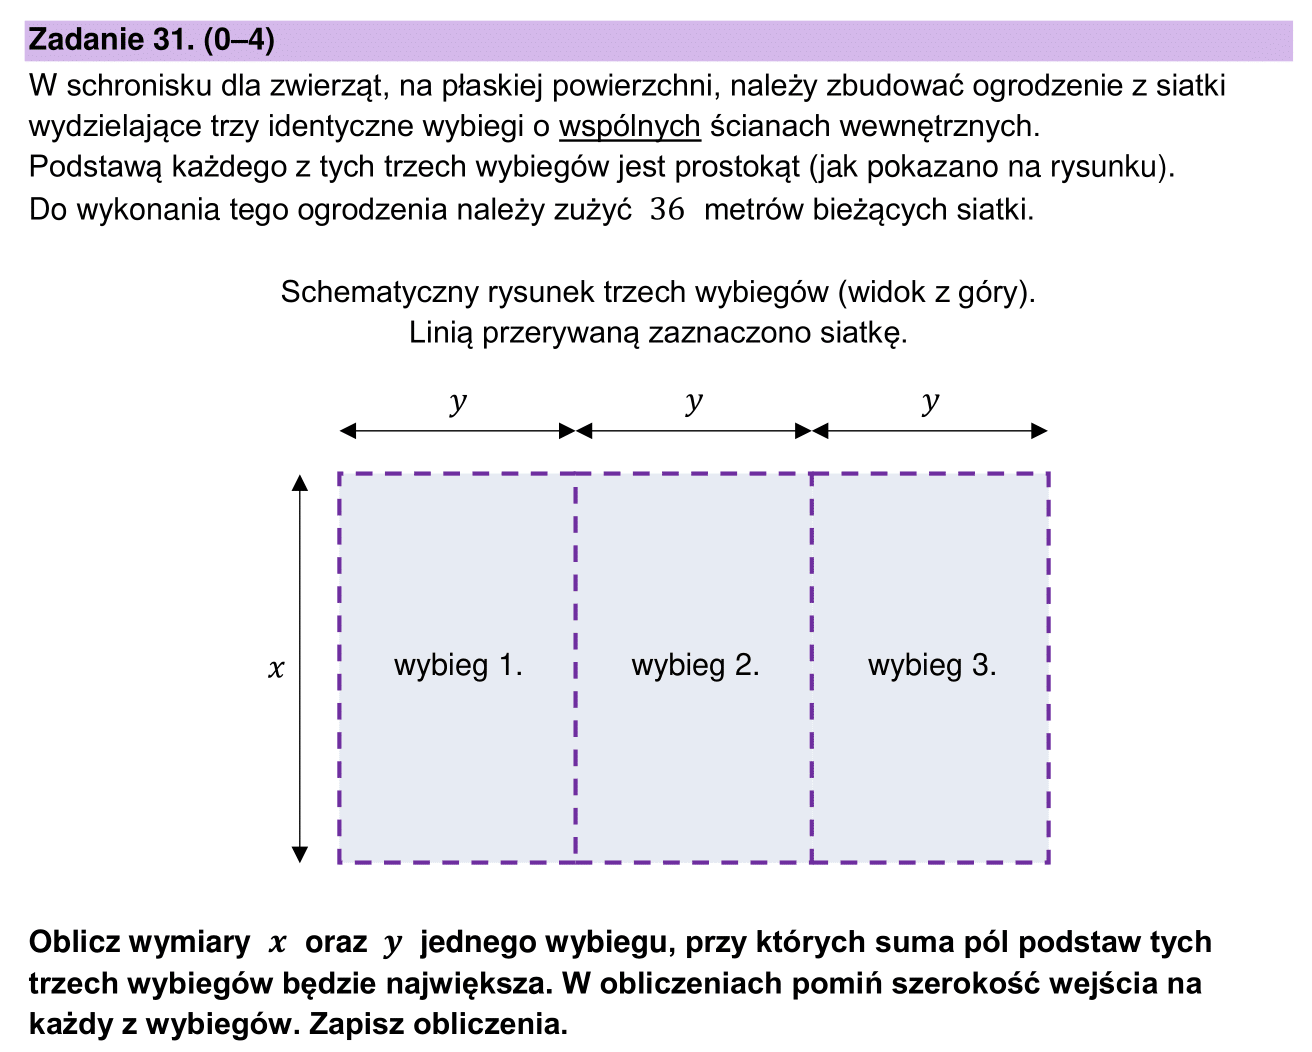 Zadanie 31. (0–4)
W schronisku dla zwierząt, na płaskiej powierzchni, należy zbudować ogrodzenie z siatki
wydzielające trzy identyczne wybiegi o wspólnych ścianach wewnętrznych.
Podstawą każdego z tych trzech wybiegów jest prostokąt (jak pokazano na rysunku).
Do wykonania tego ogrodzenia należy zużyć 36 metrów bieżących siatki.
Schematyczny rysunek trzech wybiegów (widok z góry).
Linią przerywaną zaznaczono siatkę.
y y y
x wybieg 1. wybieg 2. wybieg 3.
Oblicz wymiary x oraz y jednego wybiegu, przy których suma pól podstaw tych
trzech wybiegów będzie największa. W obliczeniach pomiń szerokość wejścia na
każdy z wybiegów. Zapisz obliczenia.